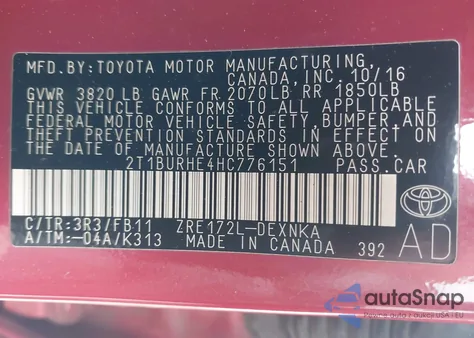 MFD. BY: TOYOTA MOTOR MANUFACTURING,
CANADA, INC. 10/16
GVWR 3820 LB GAWR FR 2070LB RR 1850LB
THIS VEHICLE CONFORMS TO ALL APPLICABLE
FEDERAL MOTOR VEHICLE SAFETY, BUMPER, AND
THEFT PREVENTION STANDARDS IN EFFECT ON
THE DATE OF MANUFACTURE SHOWN ABOVE.
2T1BURHE4HC776151 PASS.CAR
C/TR:3R3/FB11 ZRE172L-DEXNKA
A/TM:-04A/K313 MADE IN CANADA 392
AD
autoSnap